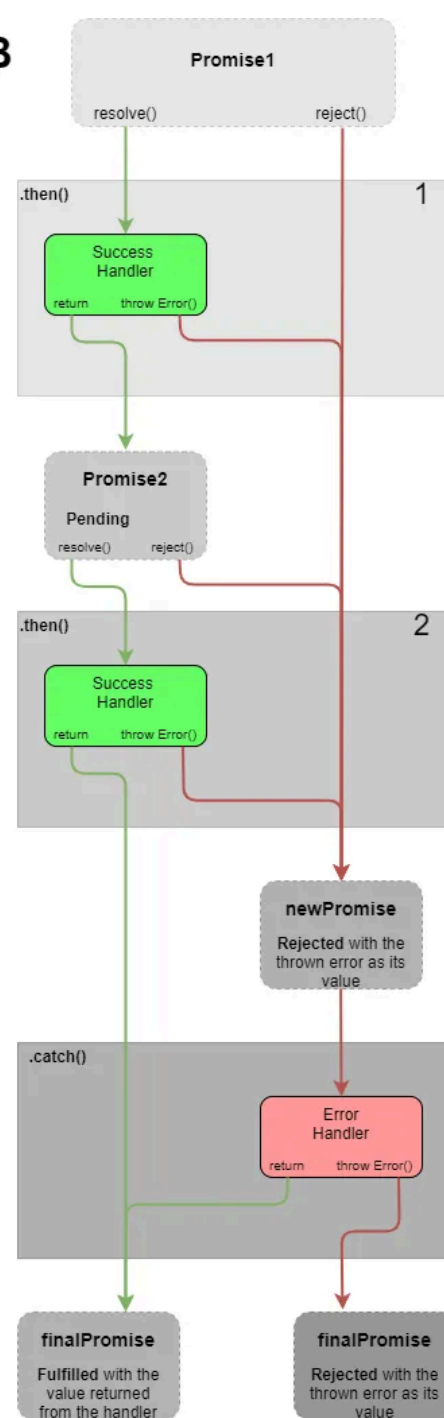 B
Promise1
resolve() reject()
.then() 1
Success
Handler
return throw Error()
Promise2
Pending
resolve() reject()
.then() 2
Success
Handler
return throw Error()
newPromise
Rejected with the
thrown error as its
value
.catch()
Error
Handler
return throw Error()
finalPromise
Fulfilled with the
value returned
from the handler
finalPromise
Rejected with the
thrown error as its
value